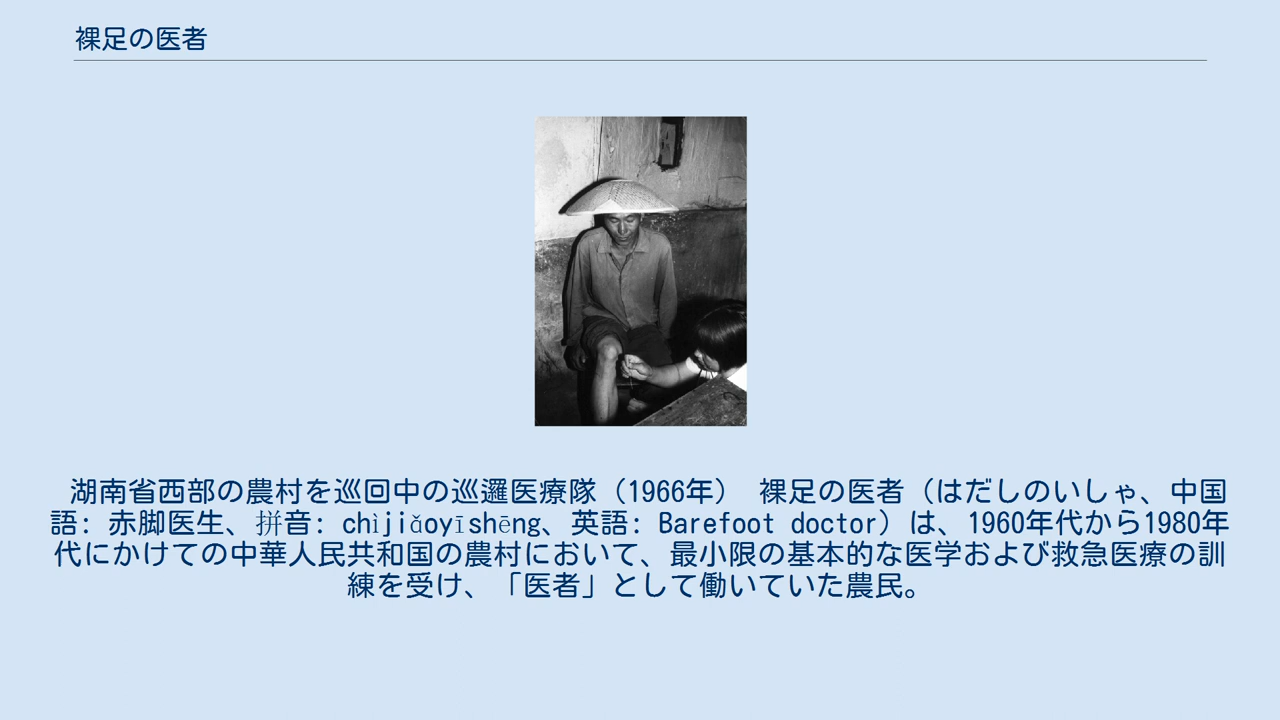 裸足の医者
湖南省西部の農村を巡回中の巡邏医療隊（1966年）　裸足の医者（はだしのいしゃ、中国
語: 赤脚医生、拼音: chìjiǎoyīshēng、英語: Barefoot doctor）は、1960年代から1980年
代にかけての中華人民共和国の農村において、最小限の基本的な医学および救急医療の訓
練を受け、「医者」として働いていた農民。